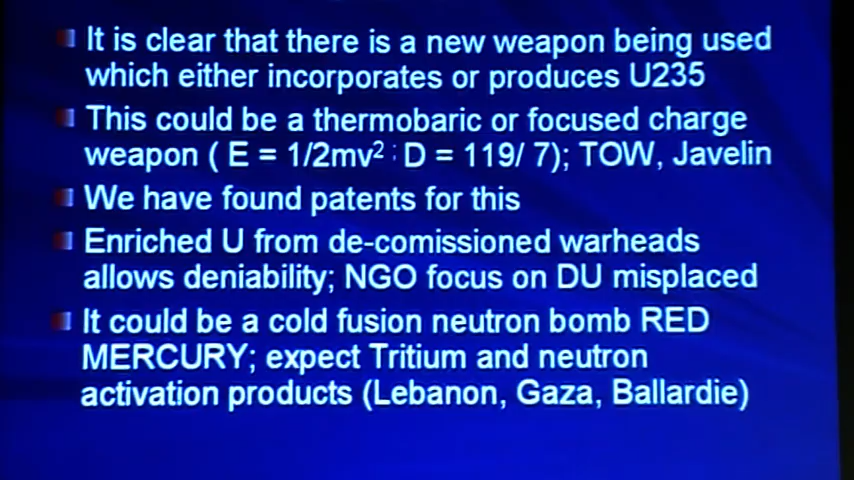 It is clear that there is a new weapon being used
which either incorporates or produces U235
This could be a thermobaric or focused charge
weapon ( E = 1/2mv² ; D = 119/ 7); TOW, Javelin
We have found patents for this
Enriched U from de-comissioned warheads
allows deniability; NGO focus on DU misplaced
It could be a cold fusion neutron bomb RED
MERCURY; expect Tritium and neutron
activation products (Lebanon, Gaza, Ballardie)